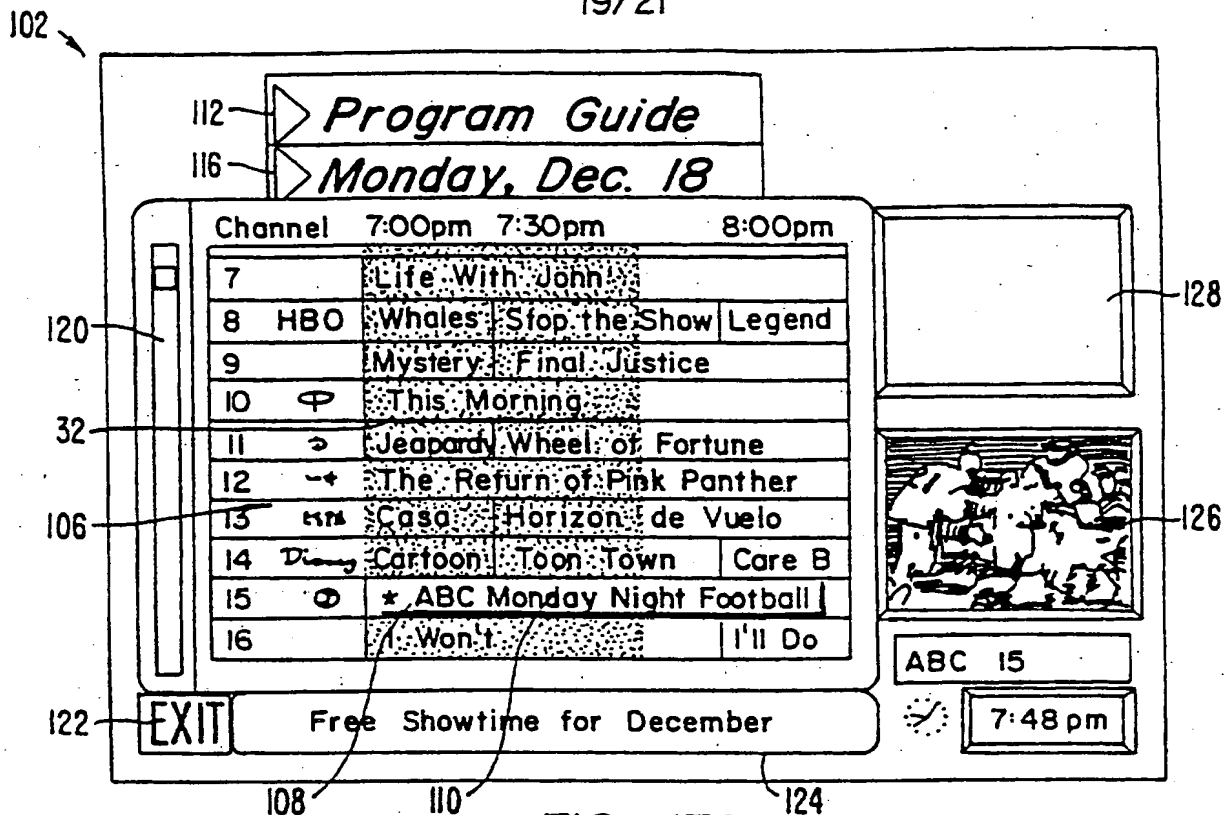 19/21
102
112 Program Guide
116 Monday, Dec. 18
Channel 7:00pm 7:30pm 8:00pm
7 Life With John
8 HBO Whales Stop the Show Legend
128
120
9 Mystery Final Justice
10 This Morning
32
11 Jeopardy Wheel of Fortune
12 The Return of Pink Panther
106
13 Casa Horizon de Vuelo
126
14 Disney Cartoon Toon Town Care B
15 * ABC Monday Night Football
16 I Won't I'll Do
ABC 15
122 EXIT Free Showtime for December 7:48 pm
108 110 124